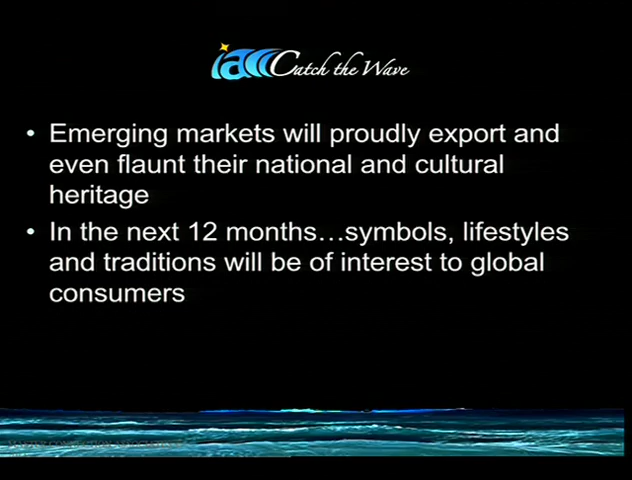 iacc Catch the Wave
• Emerging markets will proudly export and
even flaunt their national and cultural
heritage
• In the next 12 months…symbols, lifestyles
and traditions will be of interest to global
consumers